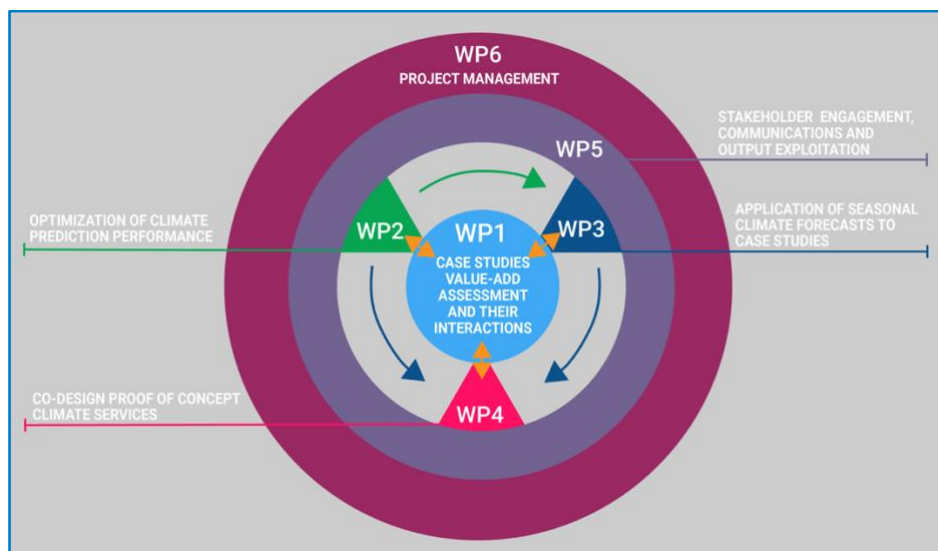 WP6
PROJECT MANAGEMENT
STAKEHOLDER ENGAGEMENT,
COMMUNICATIONS AND
OUTPUT EXPLOITATION
WP5
OPTIMIZATION OF CLIMATE
PREDICTION PERFORMANCE
WP2
WP1
CASE STUDIES
VALUE-ADD
ASSESSMENT
AND THEIR
INTERACTIONS
WP3
APPLICATION OF SEASONAL
CLIMATE FORECASTS TO
CASE STUDIES
CO-DESIGN PROOF OF CONCEPT
CLIMATE SERVICES
WP4